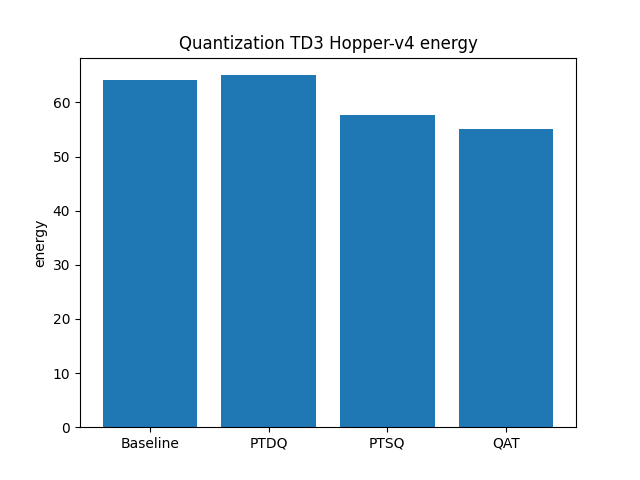 Quantization TD3 Hopper-v4 energy
60
50
40
30
20
10
0
energy
Baseline
PTDQ
PTSQ
QAT